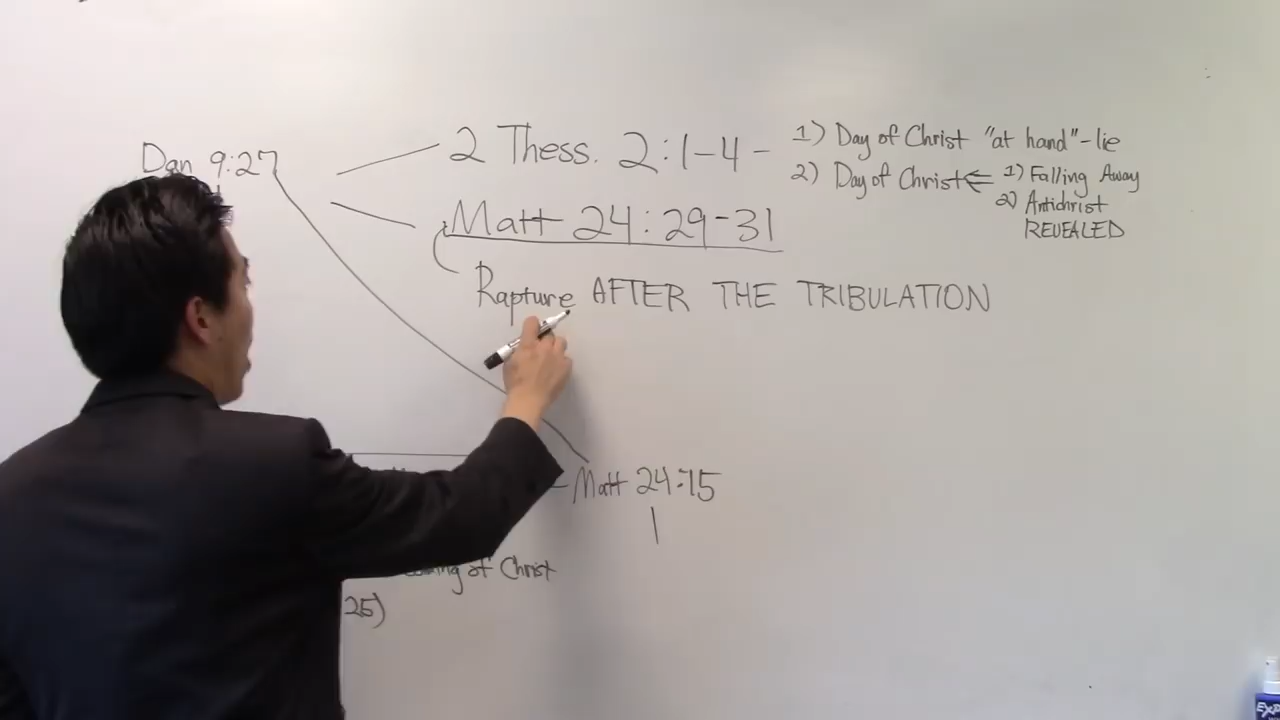 Dan 9:27
2 Thess. 2:1-4 - 1) Day of Christ "at hand"-lie
2) Day of Christ ⇐ 1) Falling Away
2) Antichrist
REVEALED
Matt 24:29-31
Rapture AFTER THE TRIBULATION
Matt 24:15
of Christ
25)
EXP